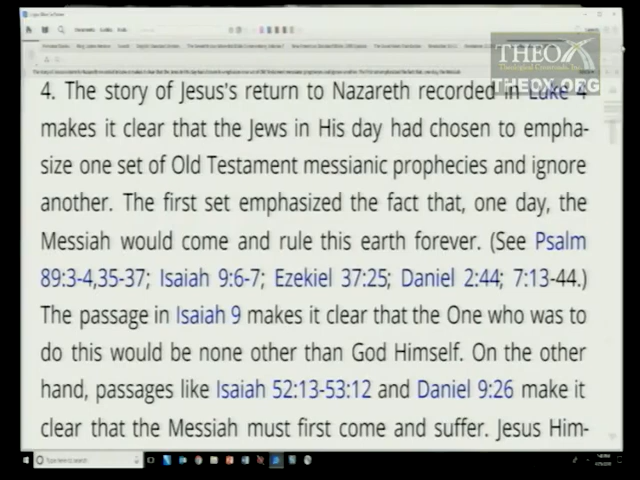 THEOX
THEOX.ORG
4. The story of Jesus's return to Nazareth recorded in Luke 4
makes it clear that the Jews in His day had chosen to empha-
size one set of Old Testament messianic prophecies and ignore
another. The first set emphasized the fact that, one day, the
Messiah would come and rule this earth forever. (See Psalm
89:3-4,35-37; Isaiah 9:6-7; Ezekiel 37:25; Daniel 2:44; 7:13-44.)
The passage in Isaiah 9 makes it clear that the One who was to
do this would be none other than God Himself. On the other
hand, passages like Isaiah 52:13-53:12 and Daniel 9:26 make it
clear that the Messiah must first come and suffer. Jesus Him-